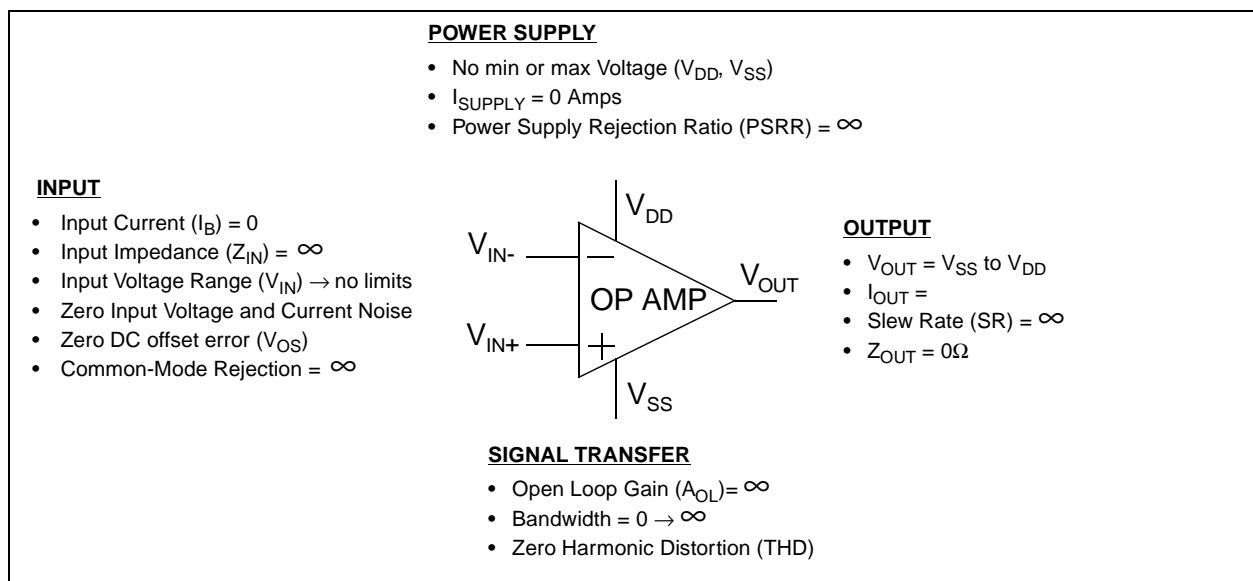 POWER SUPPLY
• No min or max Voltage (VDD, VSS)
• ISUPPLY = 0 Amps
• Power Supply Rejection Ratio (PSRR) = ∞
INPUT
• Input Current (IB) = 0
• Input Impedance (ZIN) = ∞
• Input Voltage Range (VIN) → no limits
• Zero Input Voltage and Current Noise
• Zero DC offset error (VOS)
• Common-Mode Rejection = ∞
VDD
VIN-
−
OP AMP
VOUT
VIN+
+
VSS
OUTPUT
• VOUT = VSS to VDD
• IOUT =
• Slew Rate (SR) = ∞
• ZOUT = 0Ω
SIGNAL TRANSFER
• Open Loop Gain (AOL)= ∞
• Bandwidth = 0 → ∞
• Zero Harmonic Distortion (THD)